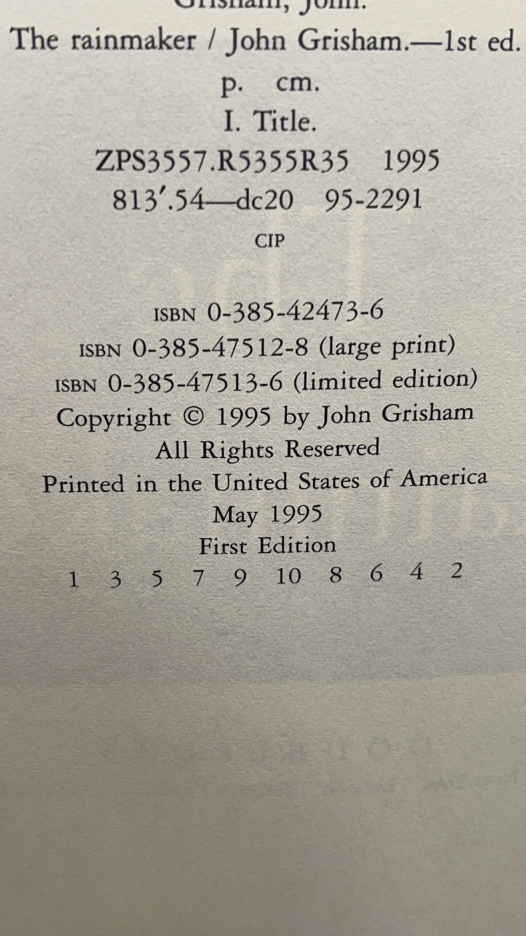 Grisham, John.
The rainmaker / John Grisham.—1st ed.
p. cm.
I. Title.
ZPS3557.R5355R35 1995
813′.54—dc20 95-2291
CIP
ISBN 0-385-42473-6
ISBN 0-385-47512-8 (large print)
ISBN 0-385-47513-6 (limited edition)
Copyright © 1995 by John Grisham
All Rights Reserved
Printed in the United States of America
May 1995
First Edition
1 3 5 7 9 10 8 6 4 2